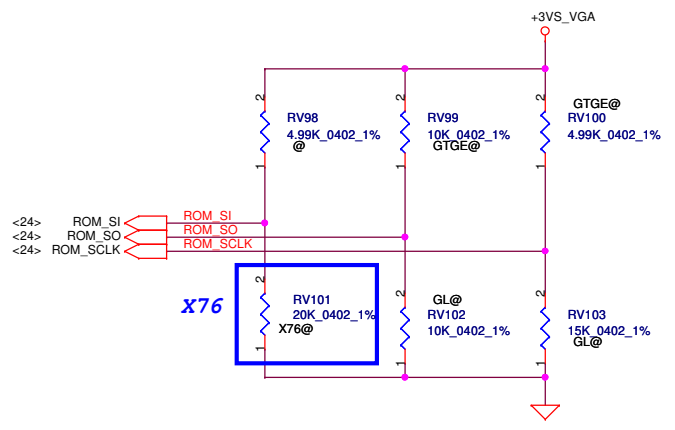 +3VS_VGA
2
2
2
GTGE@
RV98
RV99
RV100
4.99K_0402_1%
10K_0402_1%
4.99K_0402_1%
@
GTGE@
1
1
1
<24> ROM_SI ROM_SI
<24> ROM_SO ROM_SO
<24> ROM_SCLK ROM_SCLK
2
2
2
X76
RV101
GL@
20K_0402_1%
RV102
RV103
X76@
10K_0402_1%
15K_0402_1%
GL@
1
1
1